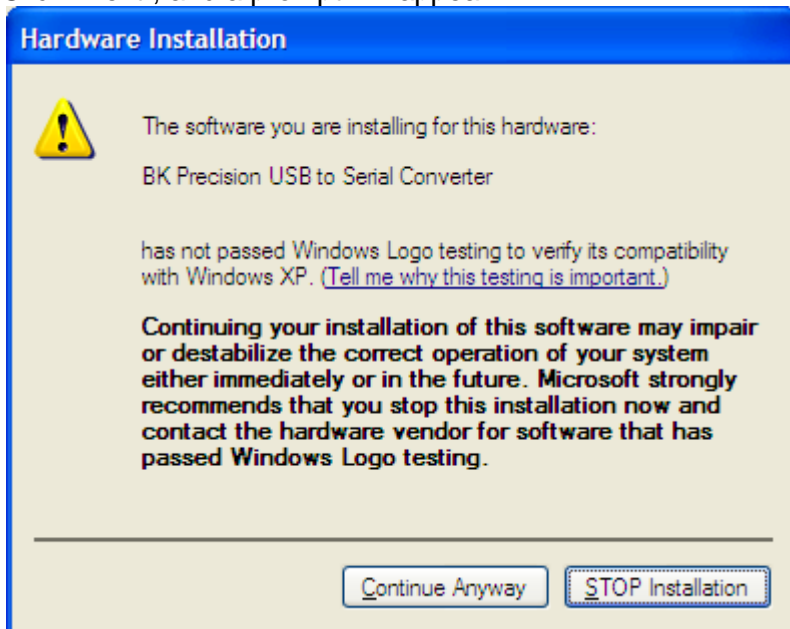 Hardware Installation
The software you are installing for this hardware:
BK Precision USB to Serial Converter
has not passed Windows Logo testing to verify its compatibility
with Windows XP. (Tell me why this testing is important.)
Continuing your installation of this software may impair
or destabilize the correct operation of your system
either immediately or in the future. Microsoft strongly
recommends that you stop this installation now and
contact the hardware vendor for software that has
passed Windows Logo testing.
Continue Anyway
STOP Installation